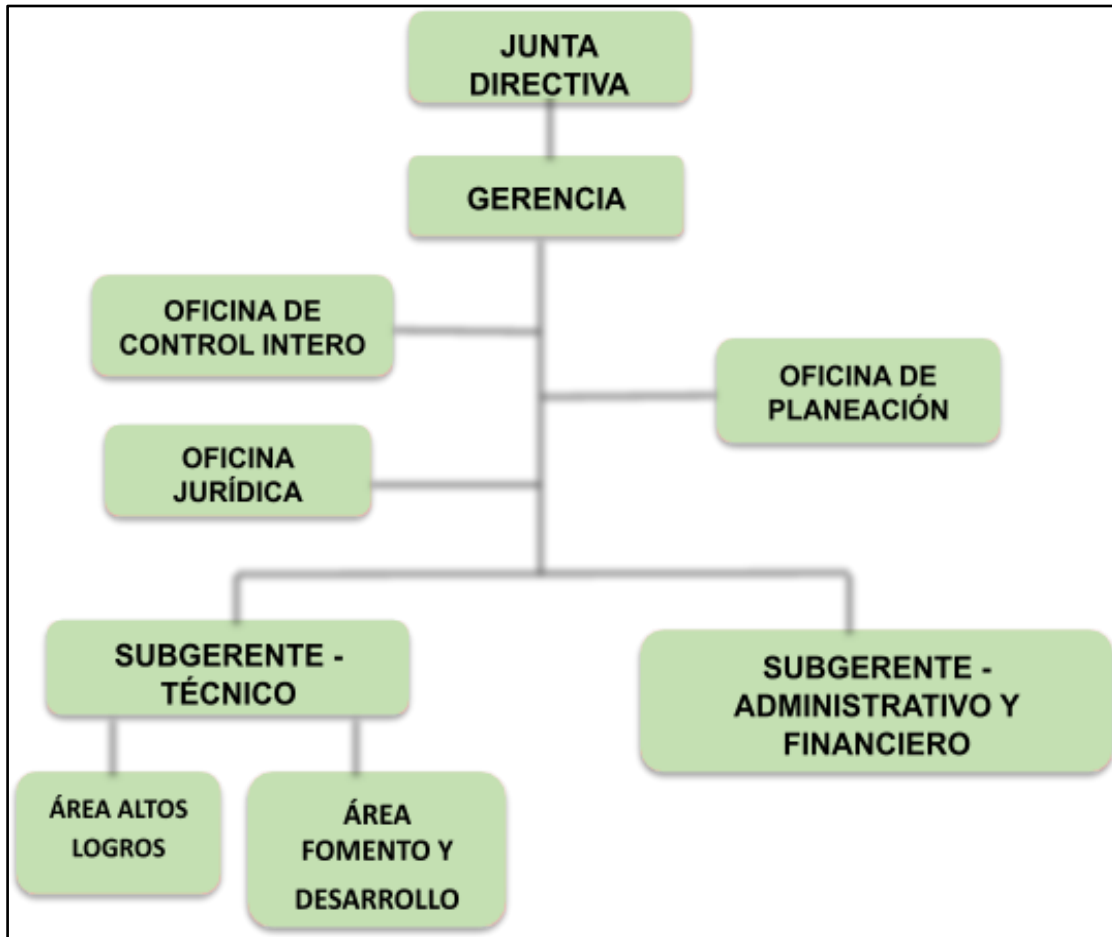 JUNTA
DIRECTIVA
GERENCIA
OFICINA DE
CONTROL INTERO
OFICINA DE
PLANEACIÓN
OFICINA
JURÍDICA
SUBGERENTE -
TÉCNICO
SUBGERENTE -
ADMINISTRATIVO Y
FINANCIERO
ÁREA ALTOS
LOGROS
ÁREA
FOMENTO Y
DESARROLLO